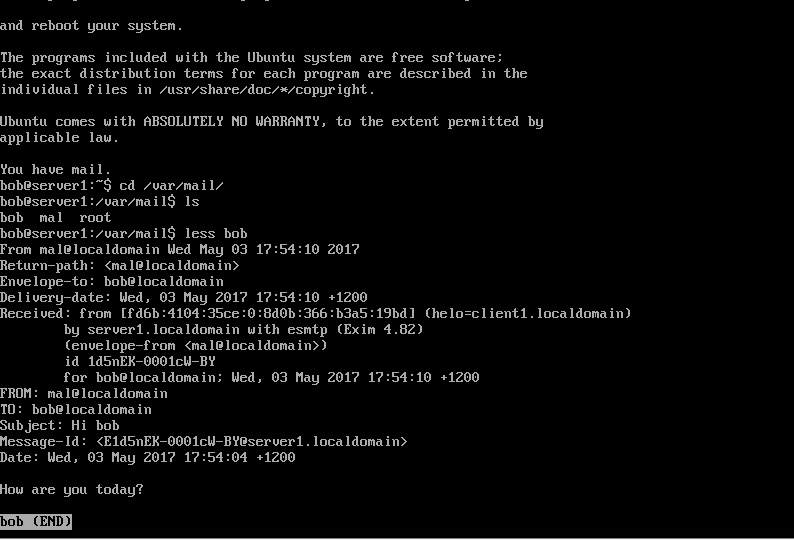 and reboot your system.
The programs included with the Ubuntu system are free software;
the exact distribution terms for each program are described in the
individual files in /usr/share/doc/*/copyright.
Ubuntu comes with ABSOLUTELY NO WARRANTY, to the extent permitted by
applicable law.
You have mail.
bob@server1:~$ cd /var/mail/
bob@server1:/var/mail$ ls
bob  mal  root
bob@server1:/var/mail$ less bob
From mal@localdomain Wed May 03 17:54:10 2017
Return-path: <mal@localdomain>
Envelope-to: bob@localdomain
Delivery-date: Wed, 03 May 2017 17:54:10 +1200
Received: from [fd6b:4104:35ce:0:8d0b:366:b3a5:19bd] (helo=client1.localdomain)
        by server1.localdomain with esmtp (Exim 4.82)
        (envelope-from <mal@localdomain>)
        id 1d5nEK-0001cW-BY
        for bob@localdomain; Wed, 03 May 2017 17:54:10 +1200
FROM: mal@localdomain
TO: bob@localdomain
Subject: Hi bob
Message-Id: <E1d5nEK-0001cW-BY@server1.localdomain>
Date: Wed, 03 May 2017 17:54:04 +1200
How are you today?
bob (END)